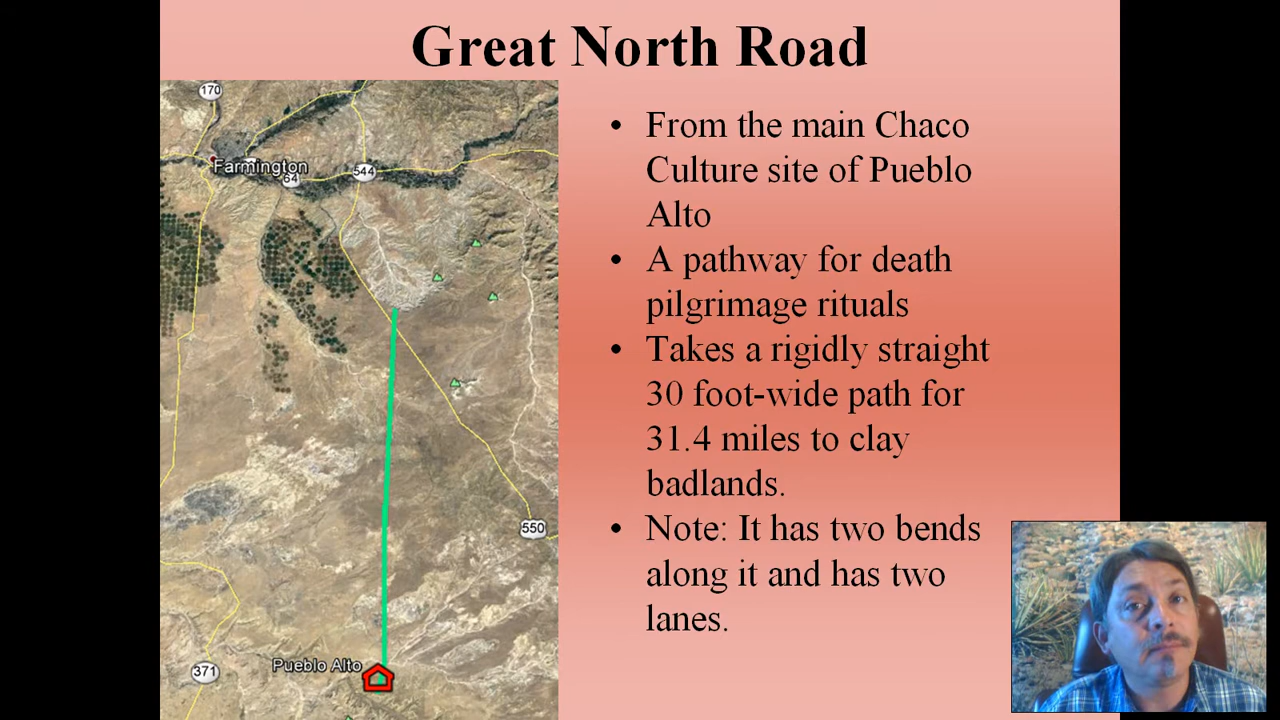 Great North Road
170
Farmington
64
544
550
Pueblo Alto
371
• From the main Chaco
Culture site of Pueblo
Alto
• A pathway for death
pilgrimage rituals
• Takes a rigidly straight
30 foot-wide path for
31.4 miles to clay
badlands.
• Note: It has two bends
along it and has two
lanes.